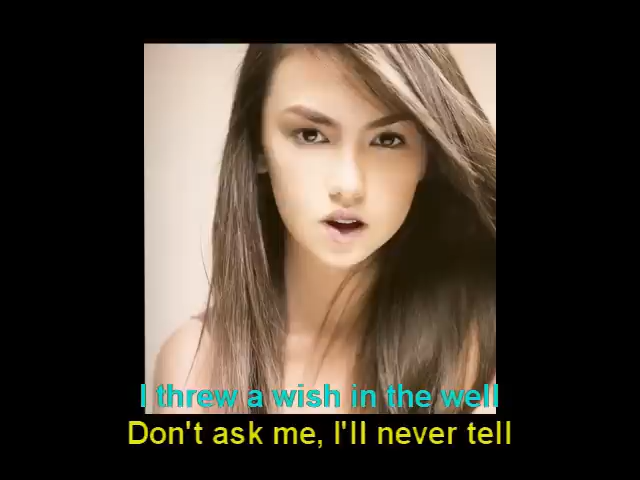 I threw a wish in the well
Don't ask me, I'll never tell